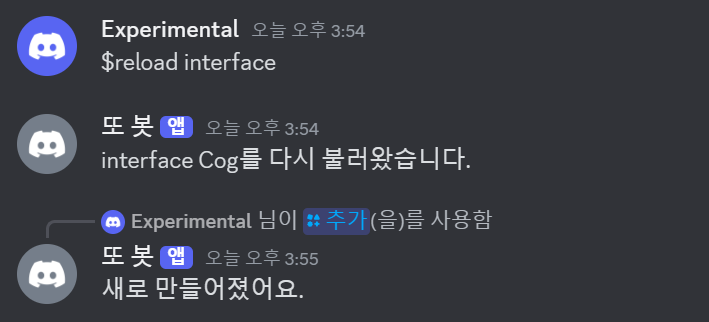 Experimental 오늘 오후 3:54
$reload interface
또 봇 앱 오늘 오후 3:54
interface Cog를 다시 불러왔습니다.
Experimental 님이 추가(을)를 사용함
또 봇 앱 오늘 오후 3:55
새로 만들어졌어요.